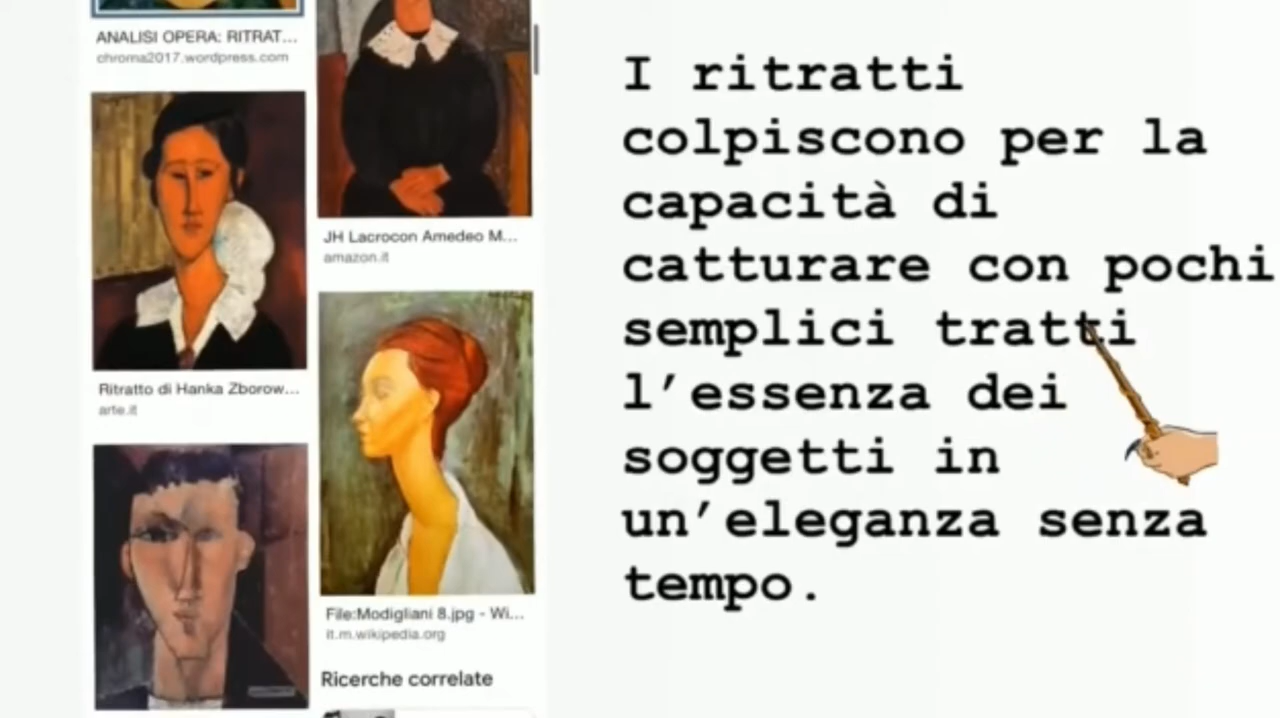 ANALISI OPERA: RITRAT...
chroma2017.wordpress.com
Ritratto di Hanka Zborow...
arte.it
JH Lacrocon Amedeo M...
amazon.it
File:Modigliani 8.jpg - Wi...
it.m.wikipedia.org
Ricerche correlate
I ritratti
colpiscono per la
capacità di
catturare con pochi
semplici tratti
l’essenza dei
soggetti in
un’eleganza senza
tempo.